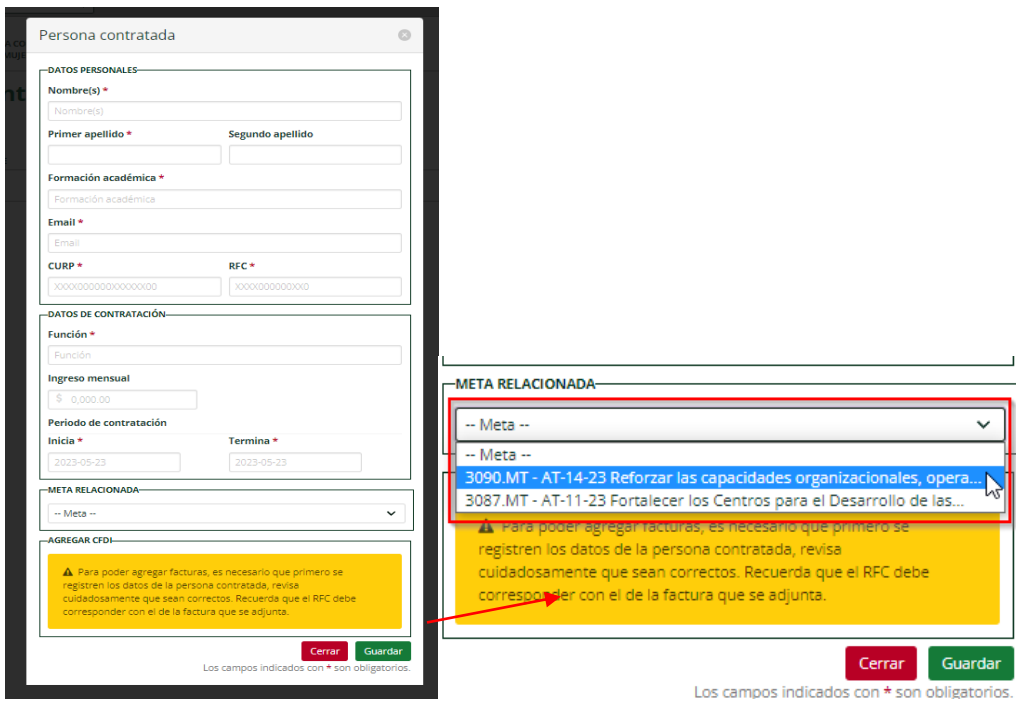 Persona contratada
DATOS PERSONALES
Nombre(s) *
Nombre(s)
Primer apellido * Segundo apellido
Formación académica *
Formación académica
Email *
Email
CURP * RFC *
XXXX000000XXXXXX00 XXXX000000XX0
DATOS DE CONTRATACIÓN
Función *
Función
Ingreso mensual
$ 0,000.00
Periodo de contratación
Inicia * Termina *
2023-05-23 2023-05-23
META RELACIONADA
-- Meta --
AGREGAR CFDI
Para poder agregar facturas, es necesario que primero se
registren los datos de la persona contratada, revisa
cuidadosamente que sean correctos. Recuerda que el RFC debe
corresponder con el de la factura que se adjunta.
Cerrar Guardar
Los campos indicados con * son obligatorios.
META RELACIONADA
-- Meta --
-- Meta --
3090.MT - AT-14-23 Reforzar las capacidades organizacionales, opera...
3087.MT - AT-11-23 Fortalecer los Centros para el Desarrollo de las...
Para poder agregar facturas, es necesario que primero se
registren los datos de la persona contratada, revisa
cuidadosamente que sean correctos. Recuerda que el RFC debe
corresponder con el de la factura que se adjunta.
Cerrar Guardar
Los campos indicados con * son obligatorios.